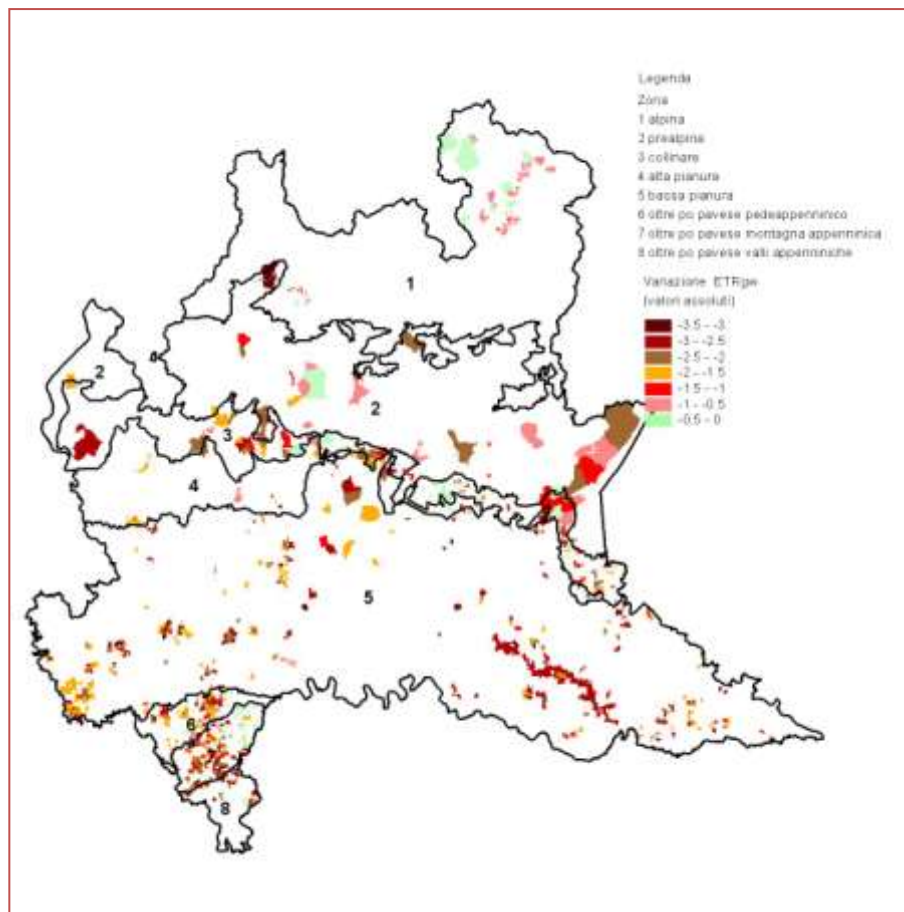 Legenda
Zona
1 alpina
2 prealpina
3 collinare
4 alta pianura
5 bassa pianura
6 oltre po pavese pedeappenninico
7 oltre po pavese montagna appenninica
8 oltre po pavese valli appenniniche
Variazione ETRpw
(valori assoluti)
-3.5 - -3
-3 - -2.5
-2.5 - -2
-2 - -1.5
-1.5 - -1
-1 - -0.5
-0.5 - 0
1
2
2
3
4
5
6
7
8